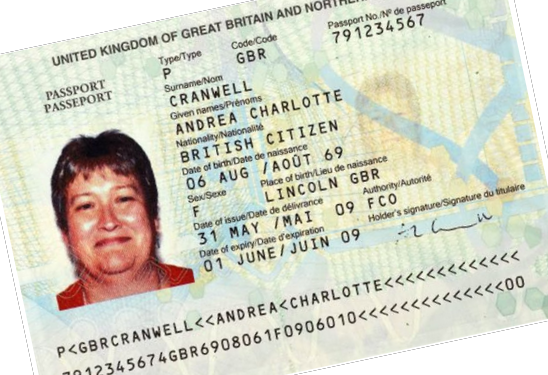 UNITED KINGDOM OF GREAT BRITAIN AND NORTHE
PASSPORT
PASSEPORT
Type/Type
Code/Code
Passport No./Nº de passeport
P
GBR
791234567
Surname/Nom
CRANWELL
Given names/Prénoms
ANDREA CHARLOTTE
Nationality/Nationalité
BRITISH CITIZEN
Date of birth/Date de naissance
06 AUG /AOÛT 69
Sex/Sexe
Place of birth/Lieu de naissance
F
LINCOLN GBR
Date of issue/Date de délivrance
Authority/Autorité
31 MAY /MAI 09
FCO
Date of expiry/Date d'expiration
Holder's signature/Signature du titulaire
01 JUNE/JUIN 09
P<GBRCRANWELL<<ANDREA<CHARLOTTE<<<<<<<<<<<<<
7912345674GBR6908061F0906010<<<<<<<<<<<<<<00